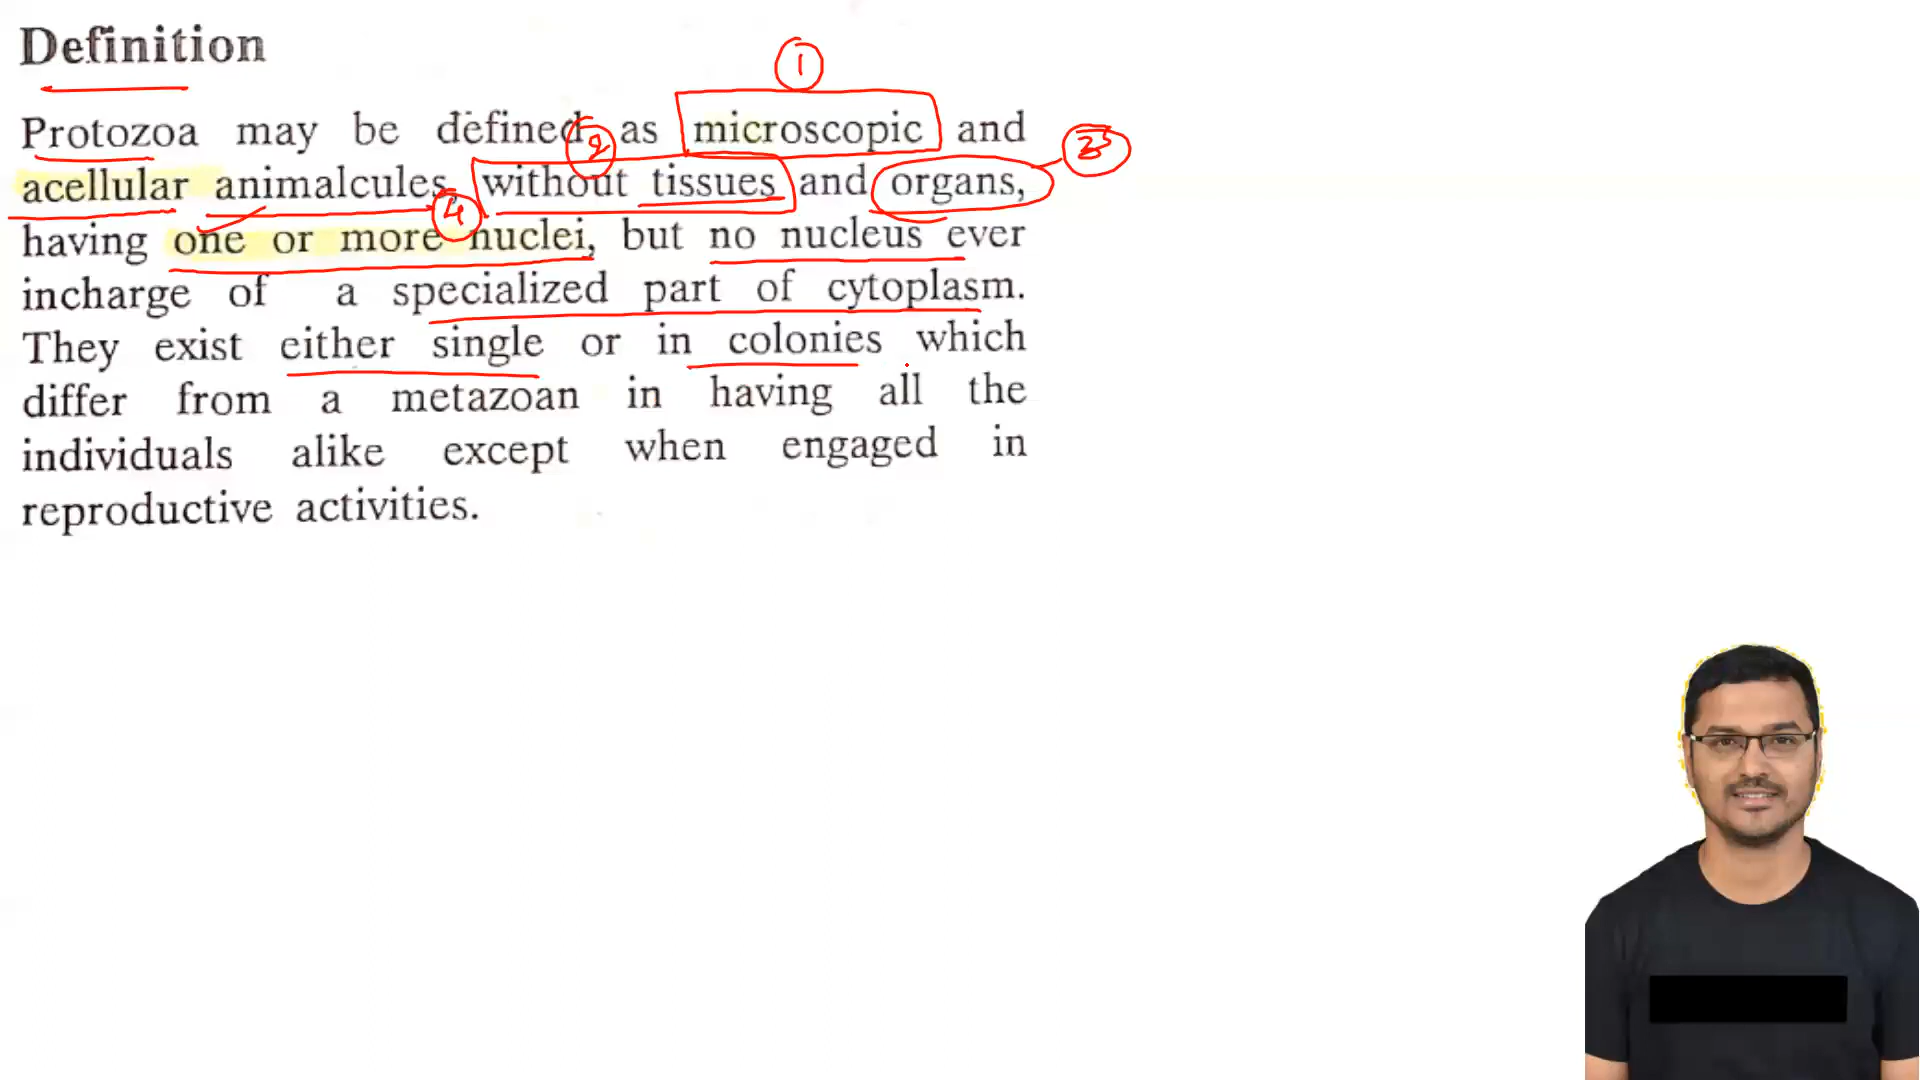 Definition
1
Protozoa may be defined as microscopic and
2
3
acellular animalcules, without tissues and organs,
4
having one or more nuclei, but no nucleus ever
incharge of a specialized part of cytoplasm.
They exist either single or in colonies which
differ from a metazoan in having all the
individuals alike except when engaged in
reproductive activities.